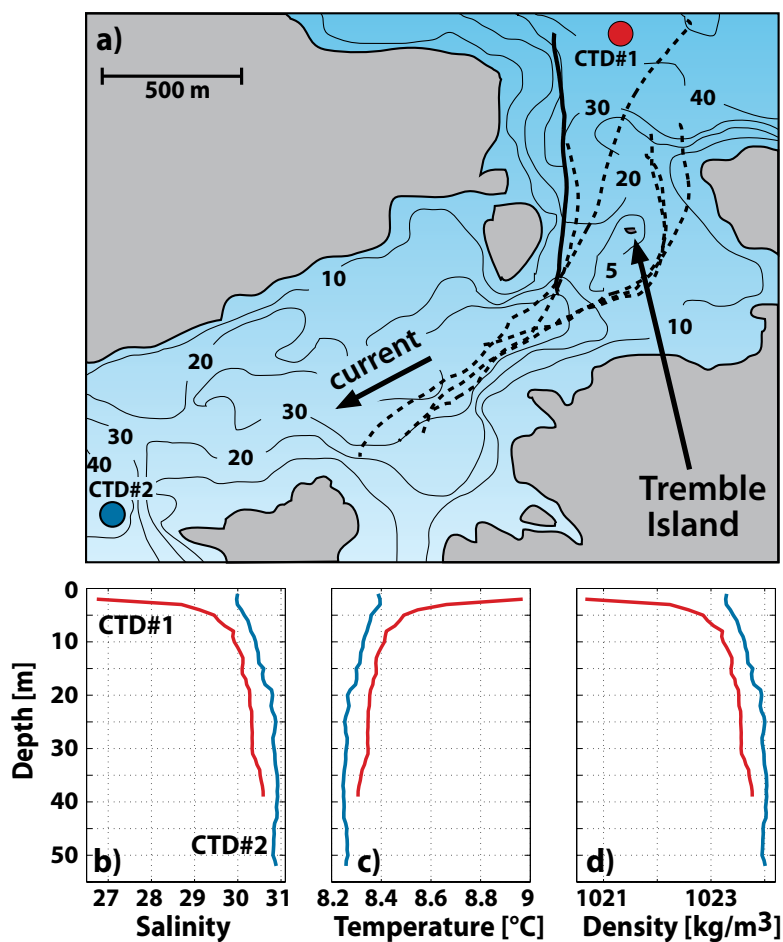 a)
CTD#1
500 m
30
40
20
5
10
10
20
current
30
30
20
40
CTD#2
Tremble
Island
0
10
20
30
40
50
Depth [m]
CTD#1
CTD#2
b)
c)
d)
27
28
29
30
31
8.2
8.4
8.6
8.8
9
1021
1023
Salinity
Temperature [°C]
Density [kg/m³]